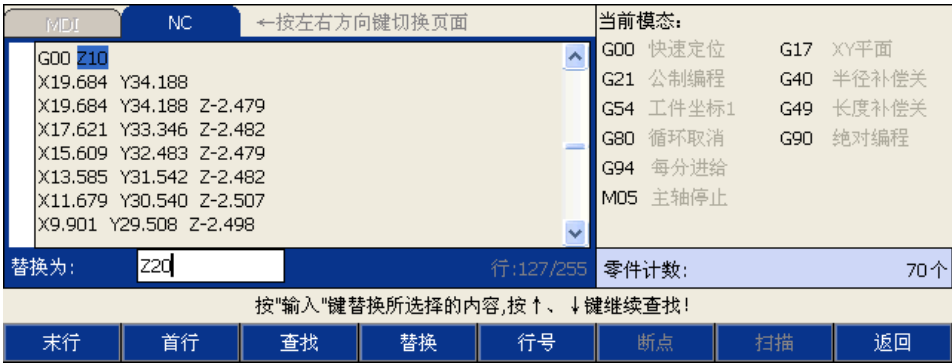 MDI NC ←按左右方向键切换页面
G00 Z10
X19.684 Y34.188
X19.684 Y34.188 Z-2.479
X17.621 Y33.346 Z-2.482
X15.609 Y32.483 Z-2.479
X13.585 Y31.542 Z-2.482
X11.679 Y30.540 Z-2.507
X9.901 Y29.508 Z-2.498
替换为: Z20 行:127/255
当前模态:
G00 快速定位 G17 XY平面
G21 公制编程 G40 半径补偿关
G54 工件坐标1 G49 长度补偿关
G80 循环取消 G90 绝对编程
G94 每分进给
M05 主轴停止
零件计数: 70个
按"输入"键替换所选择的内容,按↑、↓键继续查找!
末行 首行 查找 替换 行号 断点 扫描 返回